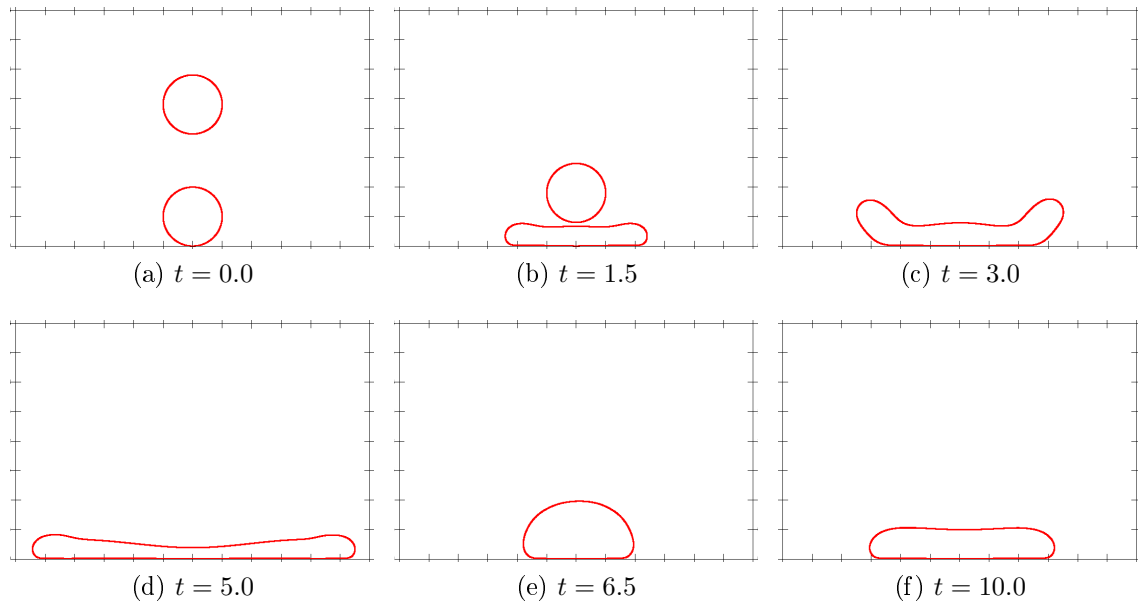 (a) t = 0.0
(b) t = 1.5
(c) t = 3.0
(d) t = 5.0
(e) t = 6.5
(f) t = 10.0